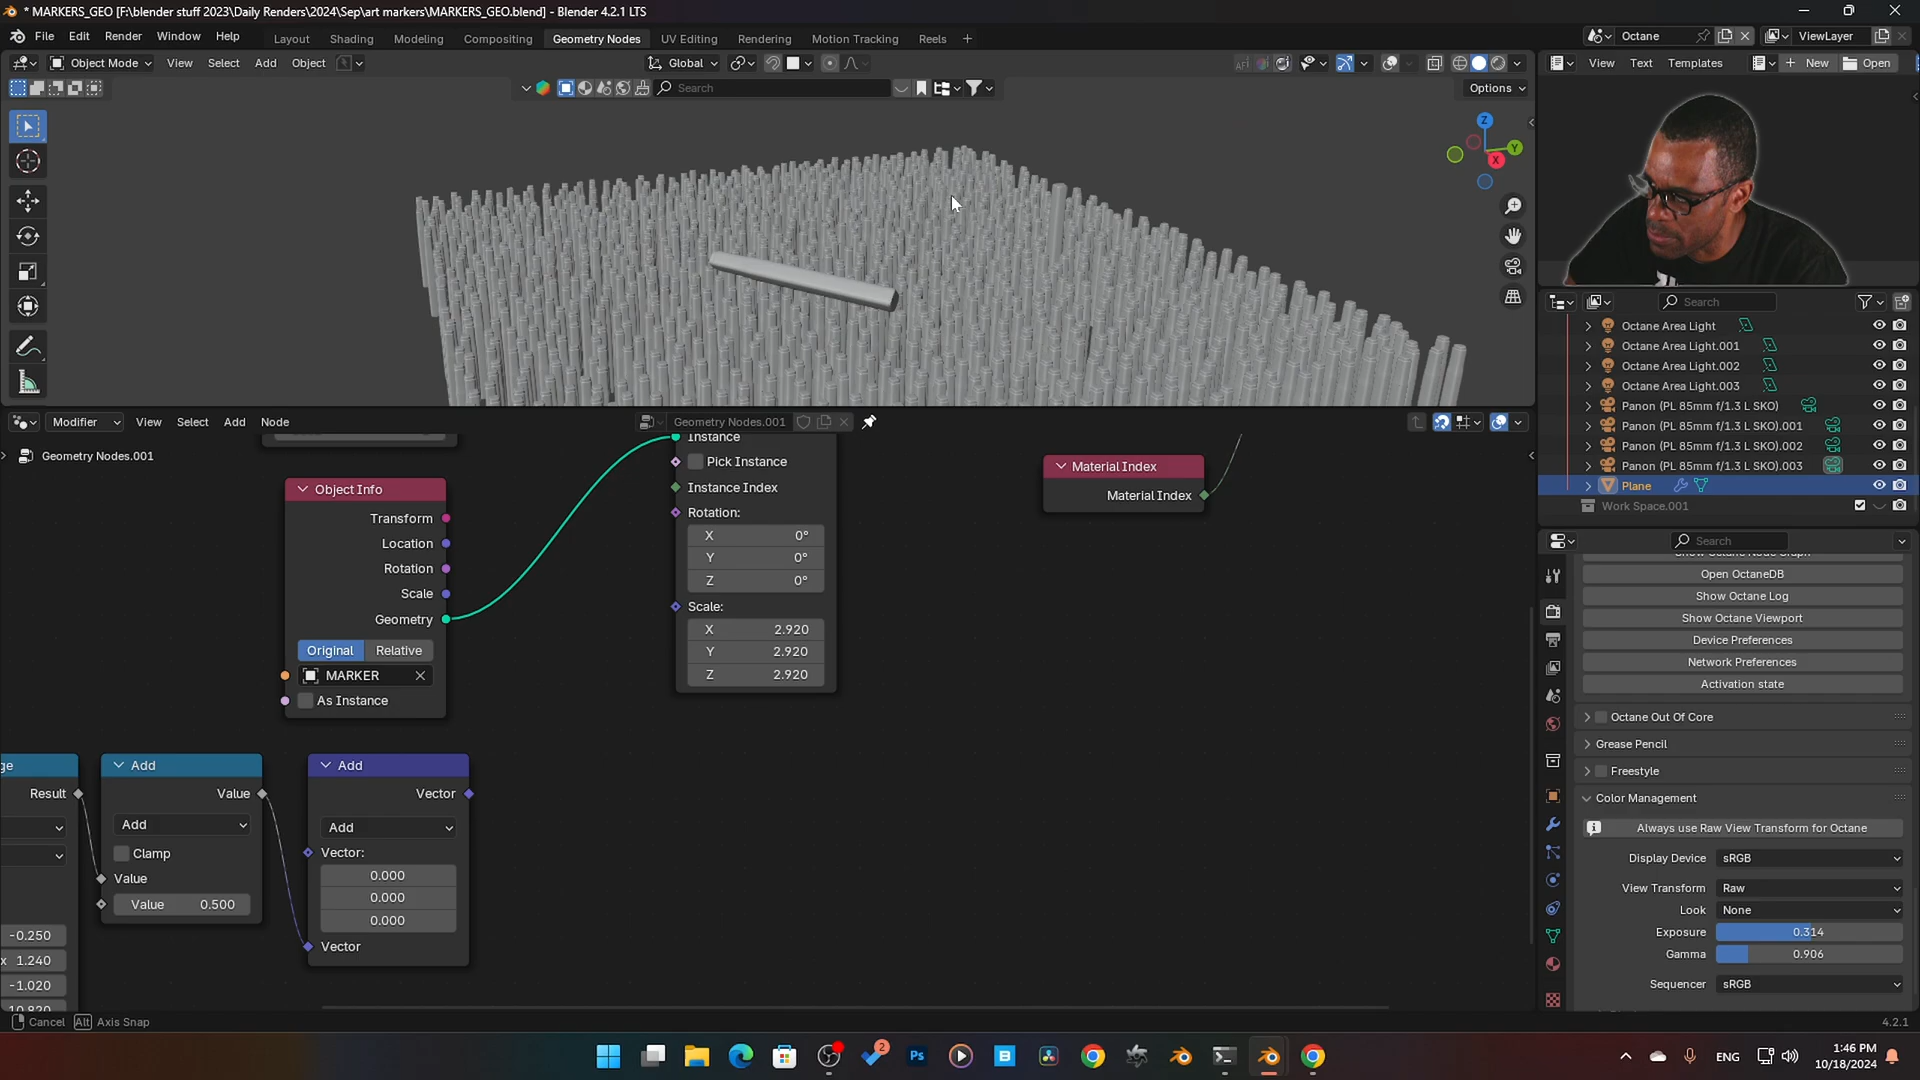 * MARKERS_GEO [F:\blender stuff 2023\Daily Renders\2024\Sep\art markers\MARKERS_GEO.blend] - Blender 4.2.1 LTS
File Edit Render Window Help
Layout Shading Modeling Compositing Geometry Nodes UV Editing Rendering Motion Tracking Reels +
Octane
ViewLayer
Object Mode View Select Add Object
Global
View Text Templates
New Open
Search
Options
Z
Y
X
Modifier View Select Add Node
Geometry Nodes.001
Geometry Nodes.001
Search
Octane Area Light
Octane Area Light.001
Octane Area Light.002
Octane Area Light.003
Panon (PL 85mm f/1.3 L SKO)
Panon (PL 85mm f/1.3 L SKO).001
Panon (PL 85mm f/1.3 L SKO).002
Panon (PL 85mm f/1.3 L SKO).003
Plane
Work Space.001
Instance
Pick Instance
Instance Index
Rotation:
X 0°
Y 0°
Z 0°
Scale:
X 2.920
Y 2.920
Z 2.920
Material Index
Material Index
Object Info
Transform
Location
Rotation
Scale
Geometry
Original Relative
MARKER
As Instance
ge
Result
-0.250
x 1.240
-1.020
10.820
Add
Value
Add
Clamp
Value
Value 0.500
Add
Vector
Add
Vector:
0.000
0.000
0.000
Vector
Search
Show Octane Node Graph
Open OctaneDB
Show Octane Log
Show Octane Viewport
Device Preferences
Network Preferences
Activation state
Octane Out Of Core
Grease Pencil
Freestyle
Color Management
Always use Raw View Transform for Octane
Display Device sRGB
View Transform Raw
Look None
Exposure 0.314
Gamma 0.906
Sequencer sRGB
Cancel Alt Axis Snap
4.2.1
2
Ps
ENG
1:46 PM
10/18/2024